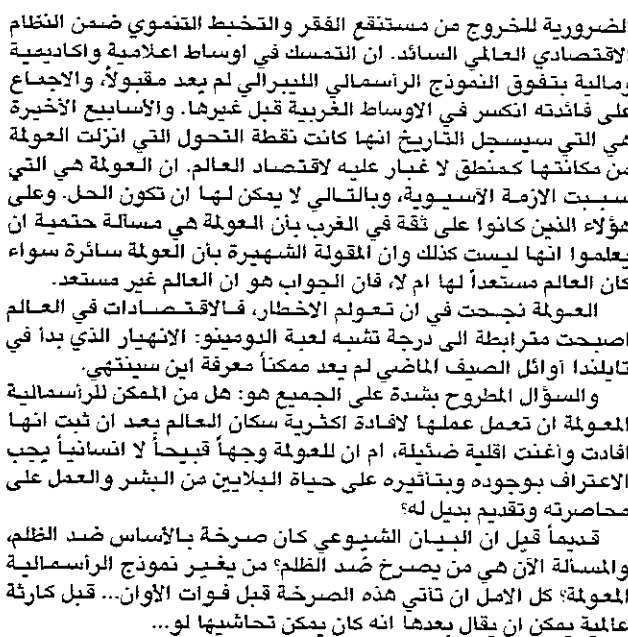 الضرورية للخروج من مستنقع الفقر والتخبط التنموي ضمن النظام
الاقتصادي العالمي السائد. ان التمسك في اوساط اعلامية واكاديمية
ومالية بتفوق النموذج الرأسمالي الليبرالي لم يعد مقبولاً، والاجماع
على فائدته انكسر في الاوساط الغربية قبل غيرها. والأسابيع الأخيرة
هي التي سيسجل التاريخ انها كانت نقطة التحول التي انزلت العولمة
من مكانتها كمنطق لا غبار عليه لاقتصاد العالم. ان العولمة هي التي
سببت الازمة الآسيوية، وبالتالي لا يمكن لها ان تكون الحل. وعلى
هؤلاء الذين كانوا على ثقة في الغرب بأن العولمة هي مسألة حتمية ان
يعلموا انها ليست كذلك وان المقولة الشهيرة بأن العولمة سائرة سواء
كان العالم مستعداً لها ام لا، فان الجواب هو ان العالم غير مستعد.
العولمة نجحت في ان تعولم الاخطار، فالاقتصادات في العالم
اصبحت مترابطة الى درجة تشبه لعبة الدومينو: الانهيار الذي بدأ في
تايلندا أوائل الصيف الماضي لم يعد ممكناً معرفة اين سينتهي.
والسؤال المطروح بشدة على الجميع هو: هل من الممكن للرأسمالية
المعولمة ان تعمل عملها لافادة اكثرية سكان العالم بعد ان ثبت انها
افادت وأغنت اقلية ضئيلة، ام ان للعولمة وجهاً قبيحاً لا انسانياً يجب
الاعتراف بوجوده وبتأثيره على حياة البلايين من البشر والعمل على
محاصرته وتقديم بديل له؟
قديماً قيل ان البيان الشيوعي كان صرخة بالأساس ضد الظلم،
والمسألة الآن هي من يصرخ ضد الظلم؟ من يغير نموذج الرأسمالية
المعولمة؟ كل الامل ان تأتي هذه الصرخة قبل فوات الأوان... قبل كارثة
عالمية يمكن ان يقال بعدها انه كان يمكن تحاشيها لو...